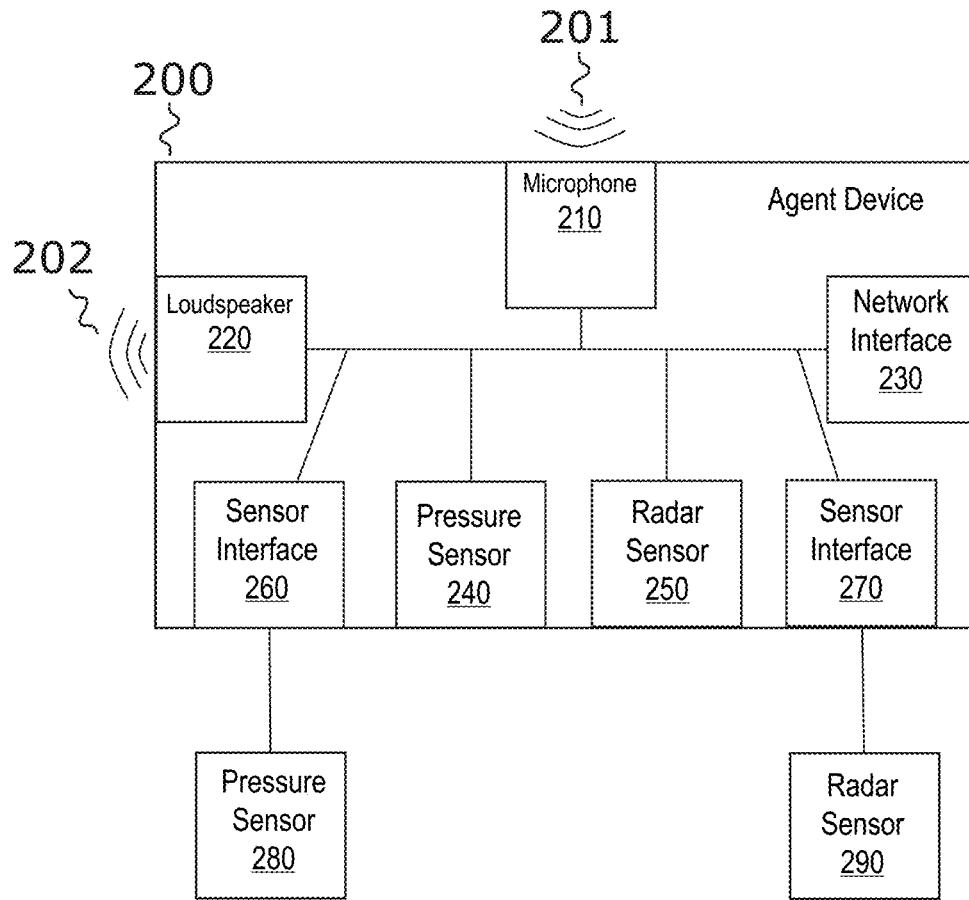 201
200
Microphone
210
Agent Device
202
Loudspeaker
220
Network
Interface
230
Sensor
Interface
260
Pressure
Sensor
240
Radar
Sensor
250
Sensor
Interface
270
Pressure
Sensor
280
Radar
Sensor
290